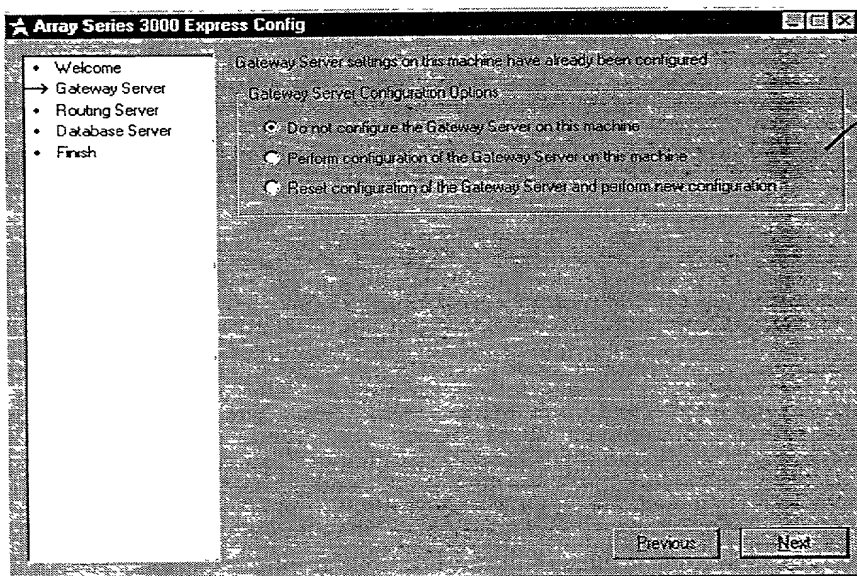 Array Series 3000 Express Config
Welcome
Gateway Server
Routing Server
Database Server
Finish
Gateway Server settings on this machine have already been configured
Gateway Server Configuration Options
Do not configure the Gateway Server on this machine
Perform configuration of the Gateway Server on this machine
Reset configuration of the Gateway Server and perform new configuration
Previous
Next